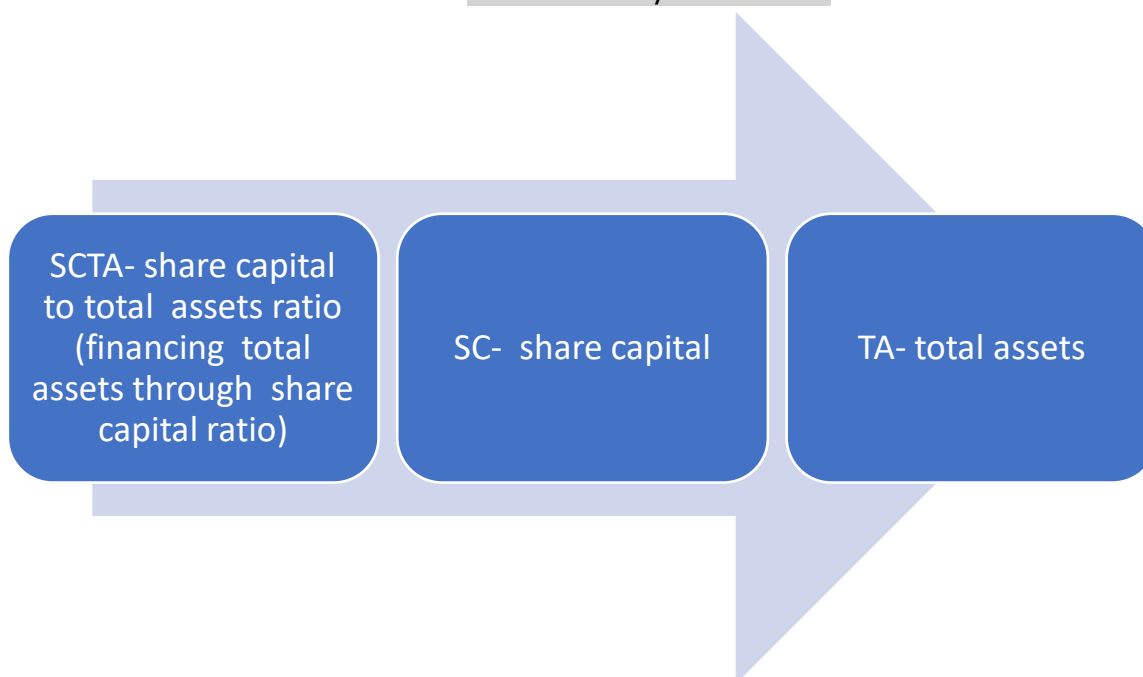 SCTA- share capital
to total  assets ratio
(financing  total
assets through  share
capital ratio)
SC-  share capital
TA- total assets